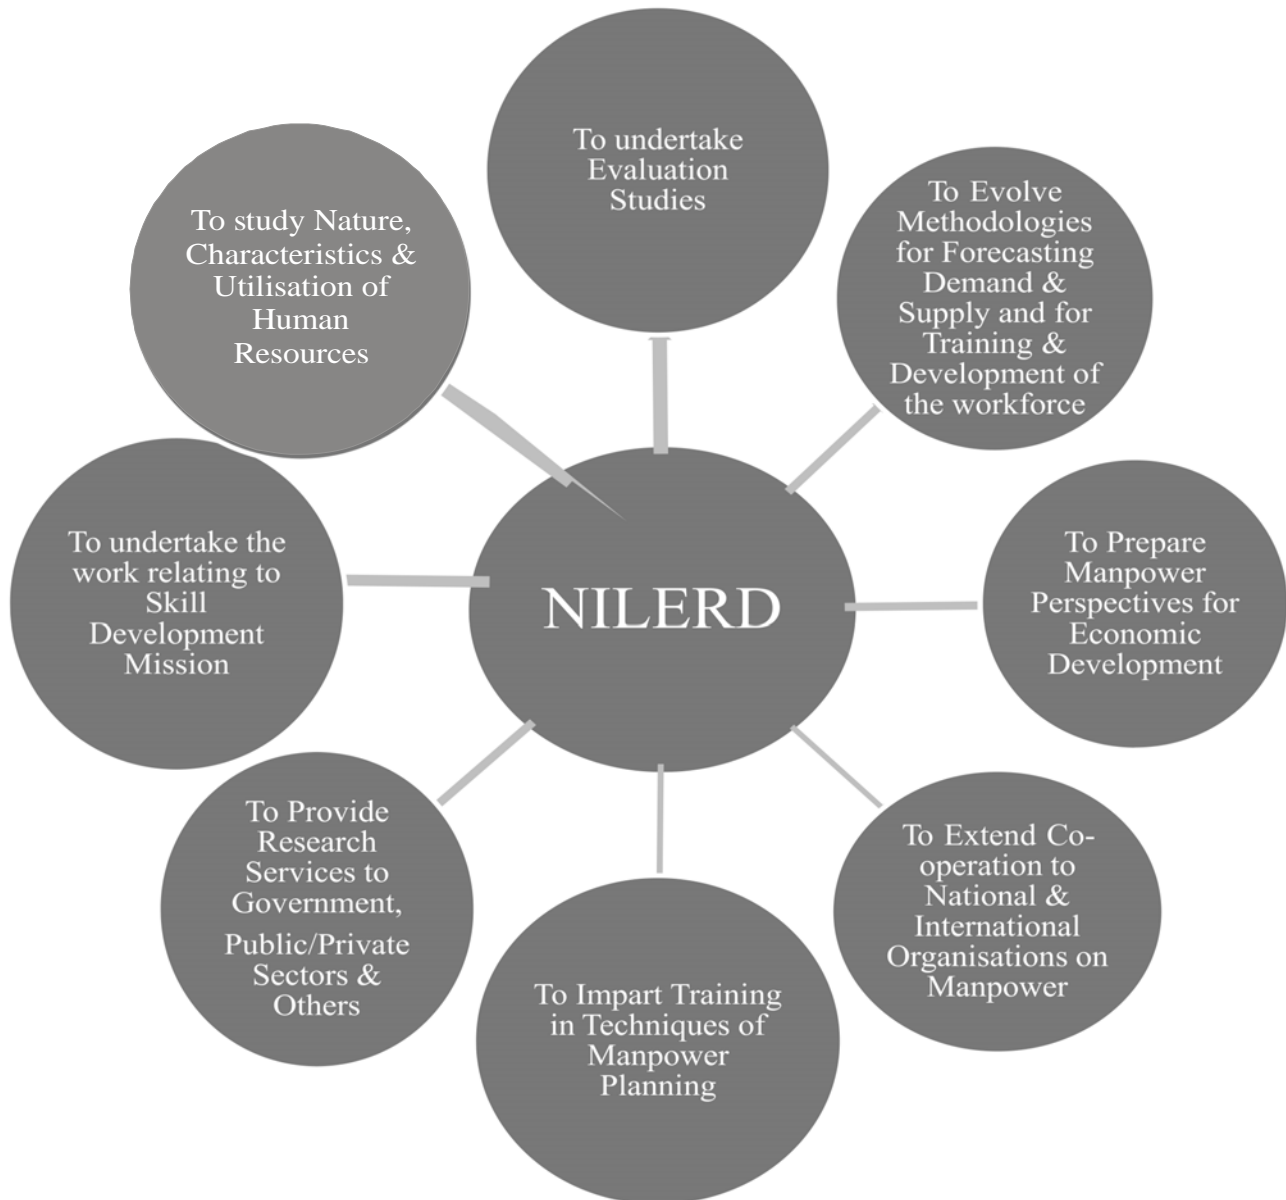 To undertake
Evaluation
Studies
To Evolve
Methodologies
for Forecasting
Demand &
Supply and for
Training &
Development of
the workforce
To Prepare
Manpower
Perspectives for
Economic
Development
To Extend Co-
operation to
National &
International
Organisations on
Manpower
To Impart Training
in Techniques of
Manpower
Planning
To Provide
Research
Services to
Government,
Public/Private
Sectors &
Others
To undertake the
work relating to
Skill
Development
Mission
To study Nature,
Characteristics &
Utilisation of
Human
Resources
NILERD